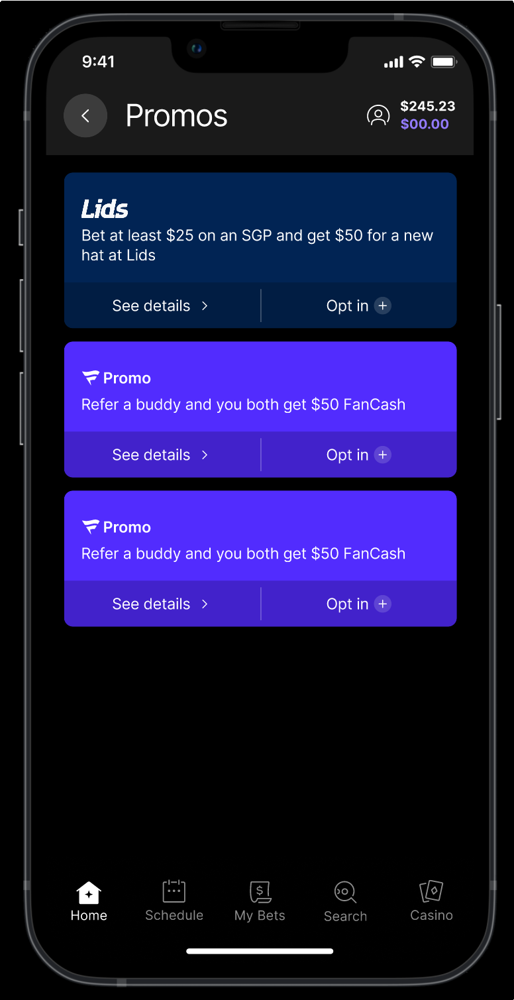 9:41
Promos
$245.23
$00.00
Lids
Bet at least $25 on an SGP and get $50 for a new
hat at Lids
See details
Opt in
Promo
Refer a buddy and you both get $50 FanCash
See details
Opt in
Promo
Refer a buddy and you both get $50 FanCash
See details
Opt in
Home
Schedule
My Bets
Search
Casino